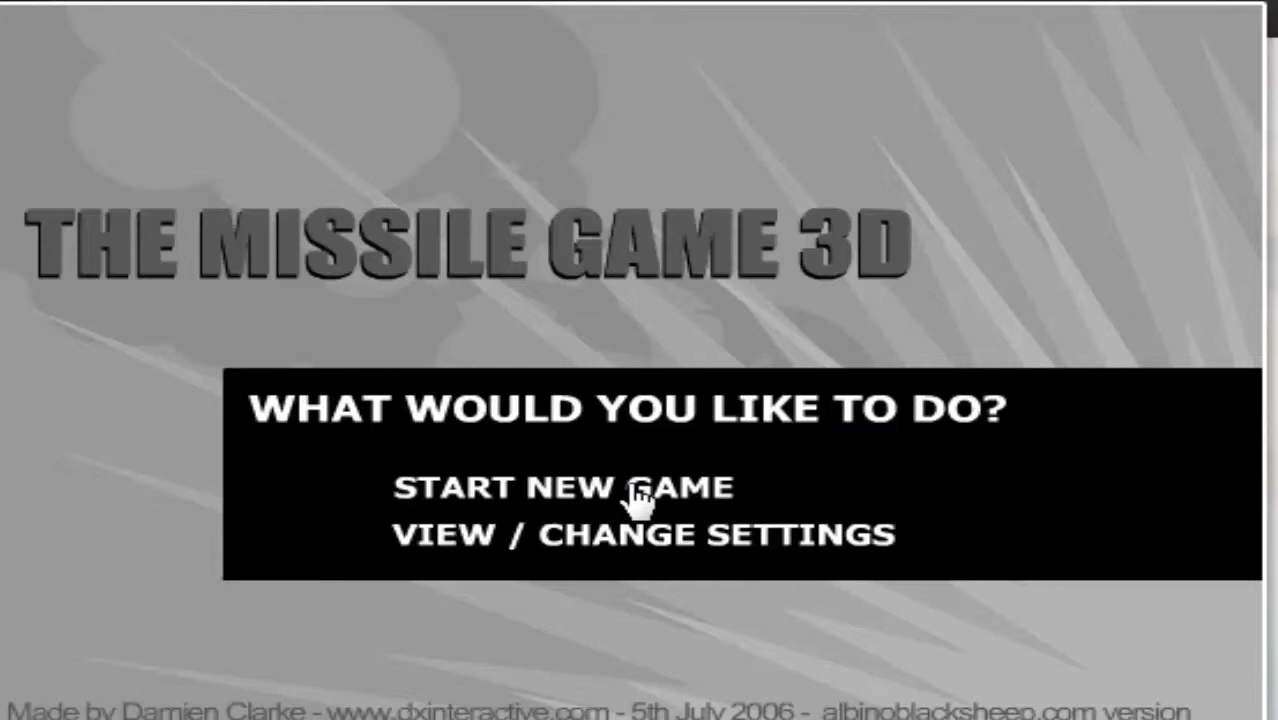 THE MISSILE GAME 3D
WHAT WOULD YOU LIKE TO DO?
START NEW GAME
VIEW / CHANGE SETTINGS
Made by Damien Clarke - www.dxinteractive.com - 5th July 2006 - albinoblacksheep.com version